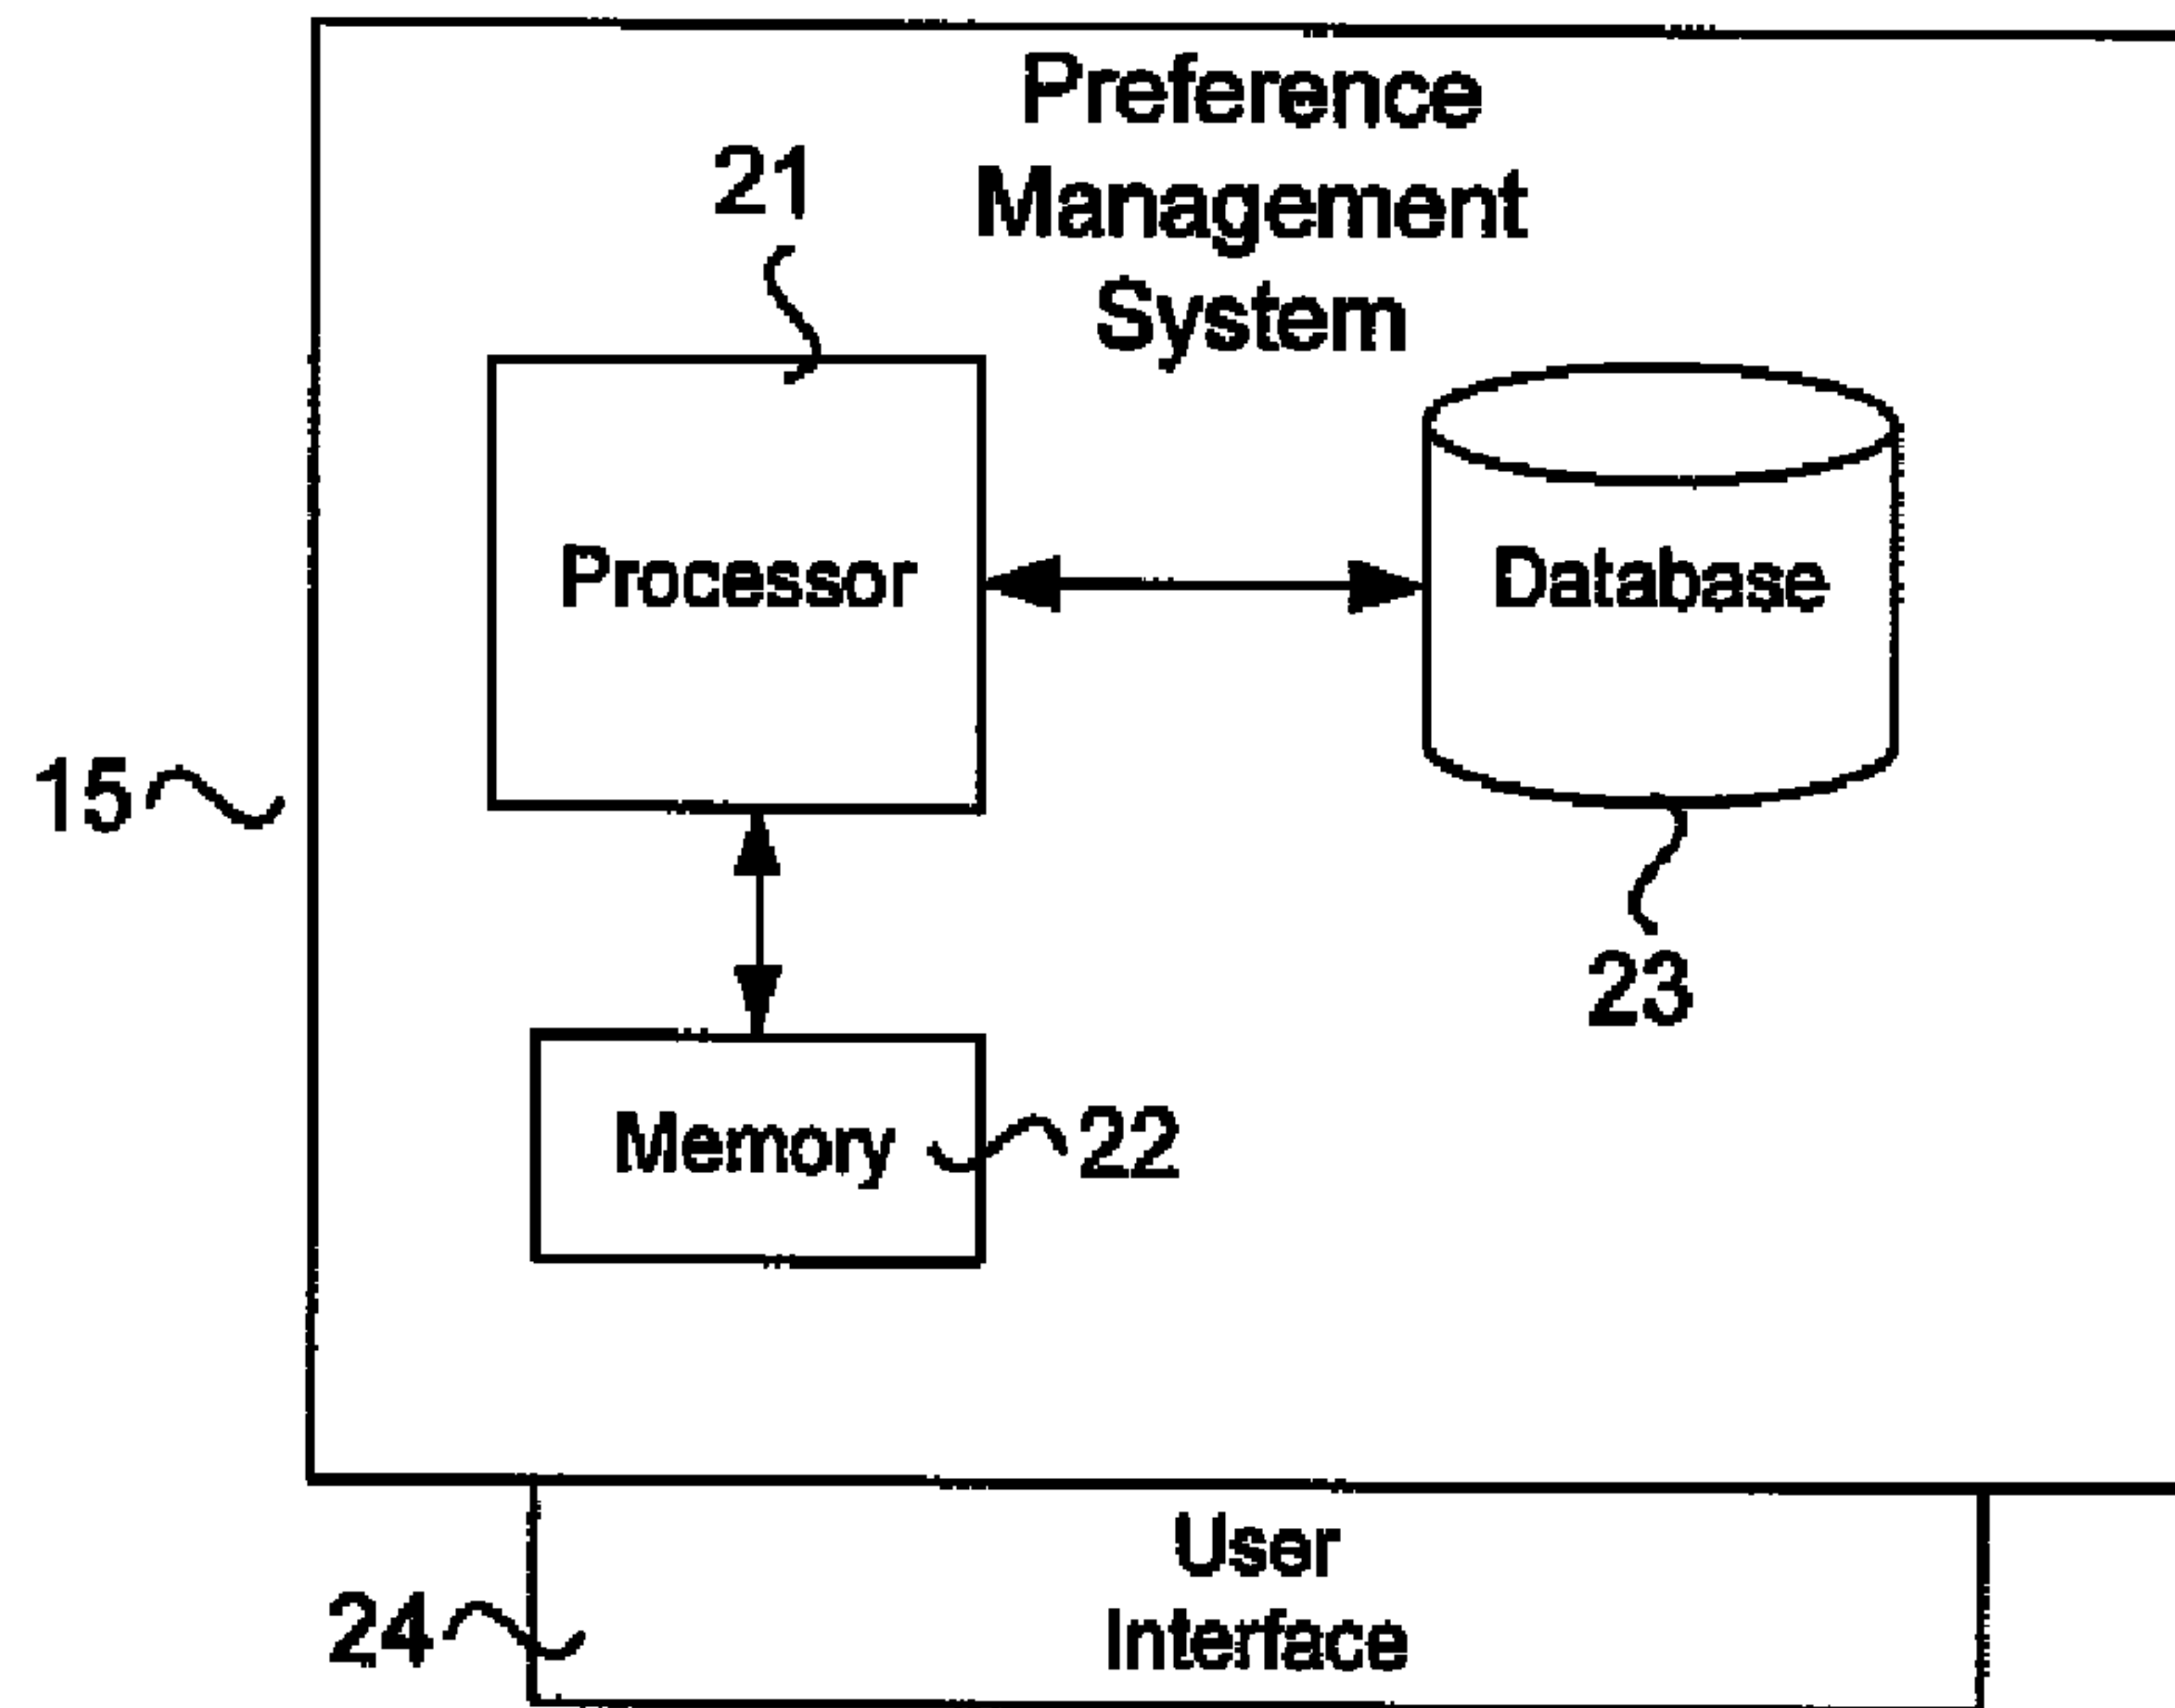 Preference
Management
System
21
Processor
Database
15
23
Memory
22
User
Interface
24